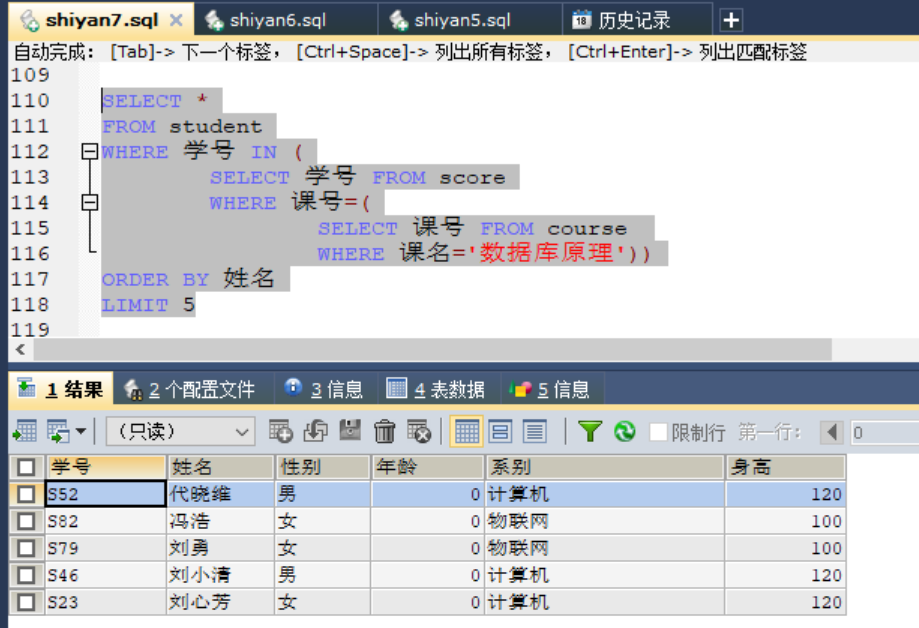 shiyan7.sql × shiyan6.sql shiyan5.sql 18 历史记录 +
自动完成: [Tab]-> 下一个标签, [Ctrl+Space]-> 列出所有标签, [Ctrl+Enter]-> 列出匹配标签
109
110 SELECT *
111 FROM student
112 WHERE 学号 IN (
113 SELECT 学号 FROM score
114 WHERE 课号=(
115 SELECT 课号 FROM course
116 WHERE 课名='数据库原理'))
117 ORDER BY 姓名
118 LIMIT 5
119
1 结果 2 个配置文件 3 信息 4 表数据 5 信息
(只读) 限制行 第一行: 0
学号 姓名 性别 年龄 系别 身高
S52 代晓维 男 0 计算机 120
S82 冯浩 女 0 物联网 100
S79 刘勇 女 0 物联网 100
S46 刘小清 男 0 计算机 120
S23 刘心芳 女 0 计算机 120